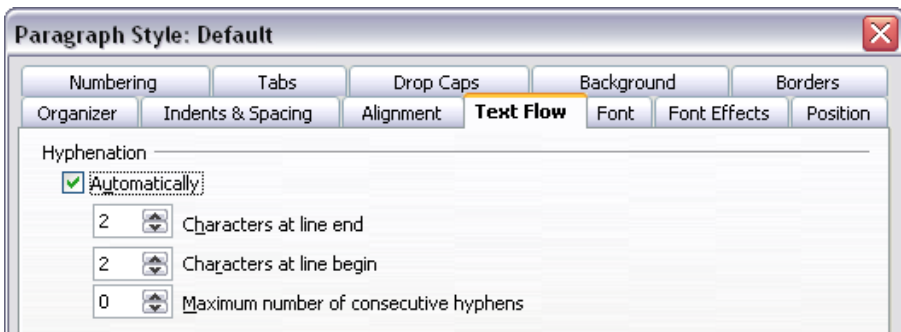 Paragraph Style: Default
Numbering Tabs Drop Caps Background Borders
Organizer Indents & Spacing Alignment Text Flow Font Font Effects Position
Hyphenation
Automatically
2 Characters at line end
2 Characters at line begin
0 Maximum number of consecutive hyphens